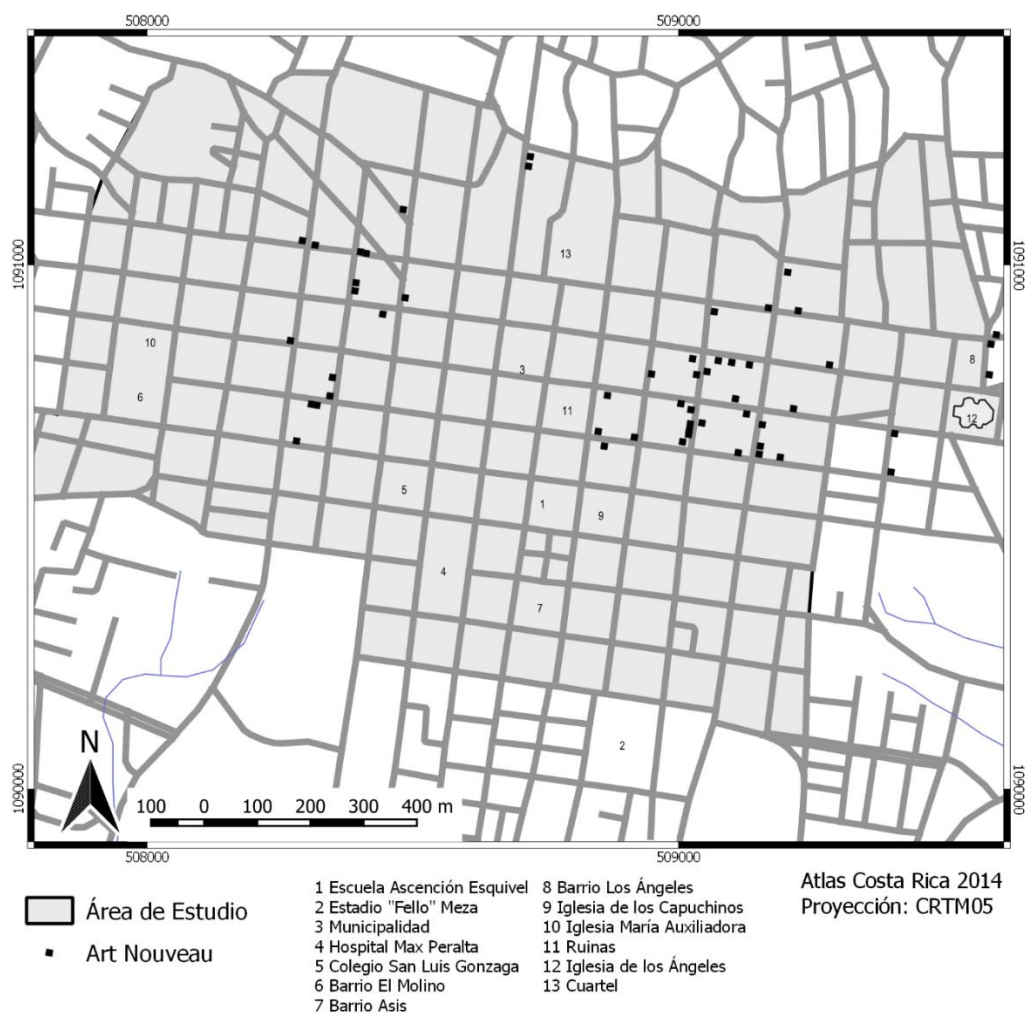 508000
509000
1091000
1091000
13
10
3
8
6
11
12
5
1
9
4
7
2
N
1090000
1090000
100 0 100 200 300 400 m
508000
509000
Área de Estudio
Art Nouveau
1 Escuela Ascención Esquivel
2 Estadio "Fello" Meza
3 Municipalidad
4 Hospital Max Peralta
5 Colegio San Luis Gonzaga
6 Barrio El Molino
7 Barrio Asis
8 Barrio Los Ángeles
9 Iglesia de los Capuchinos
10 Iglesia María Auxiliadora
11 Ruinas
12 Iglesia de los Ángeles
13 Cuartel
Atlas Costa Rica 2014
Proyección: CRTM05